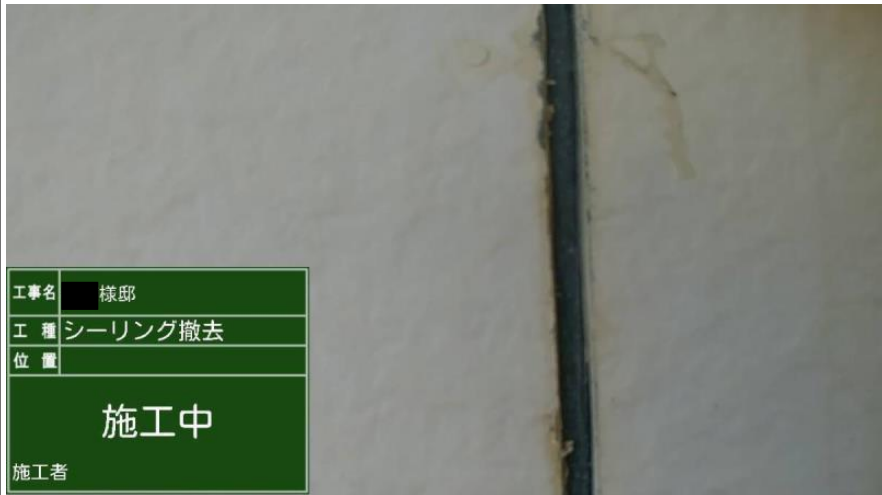 工事名 様邸
工種 シーリング撤去
位置
施工中
施工者